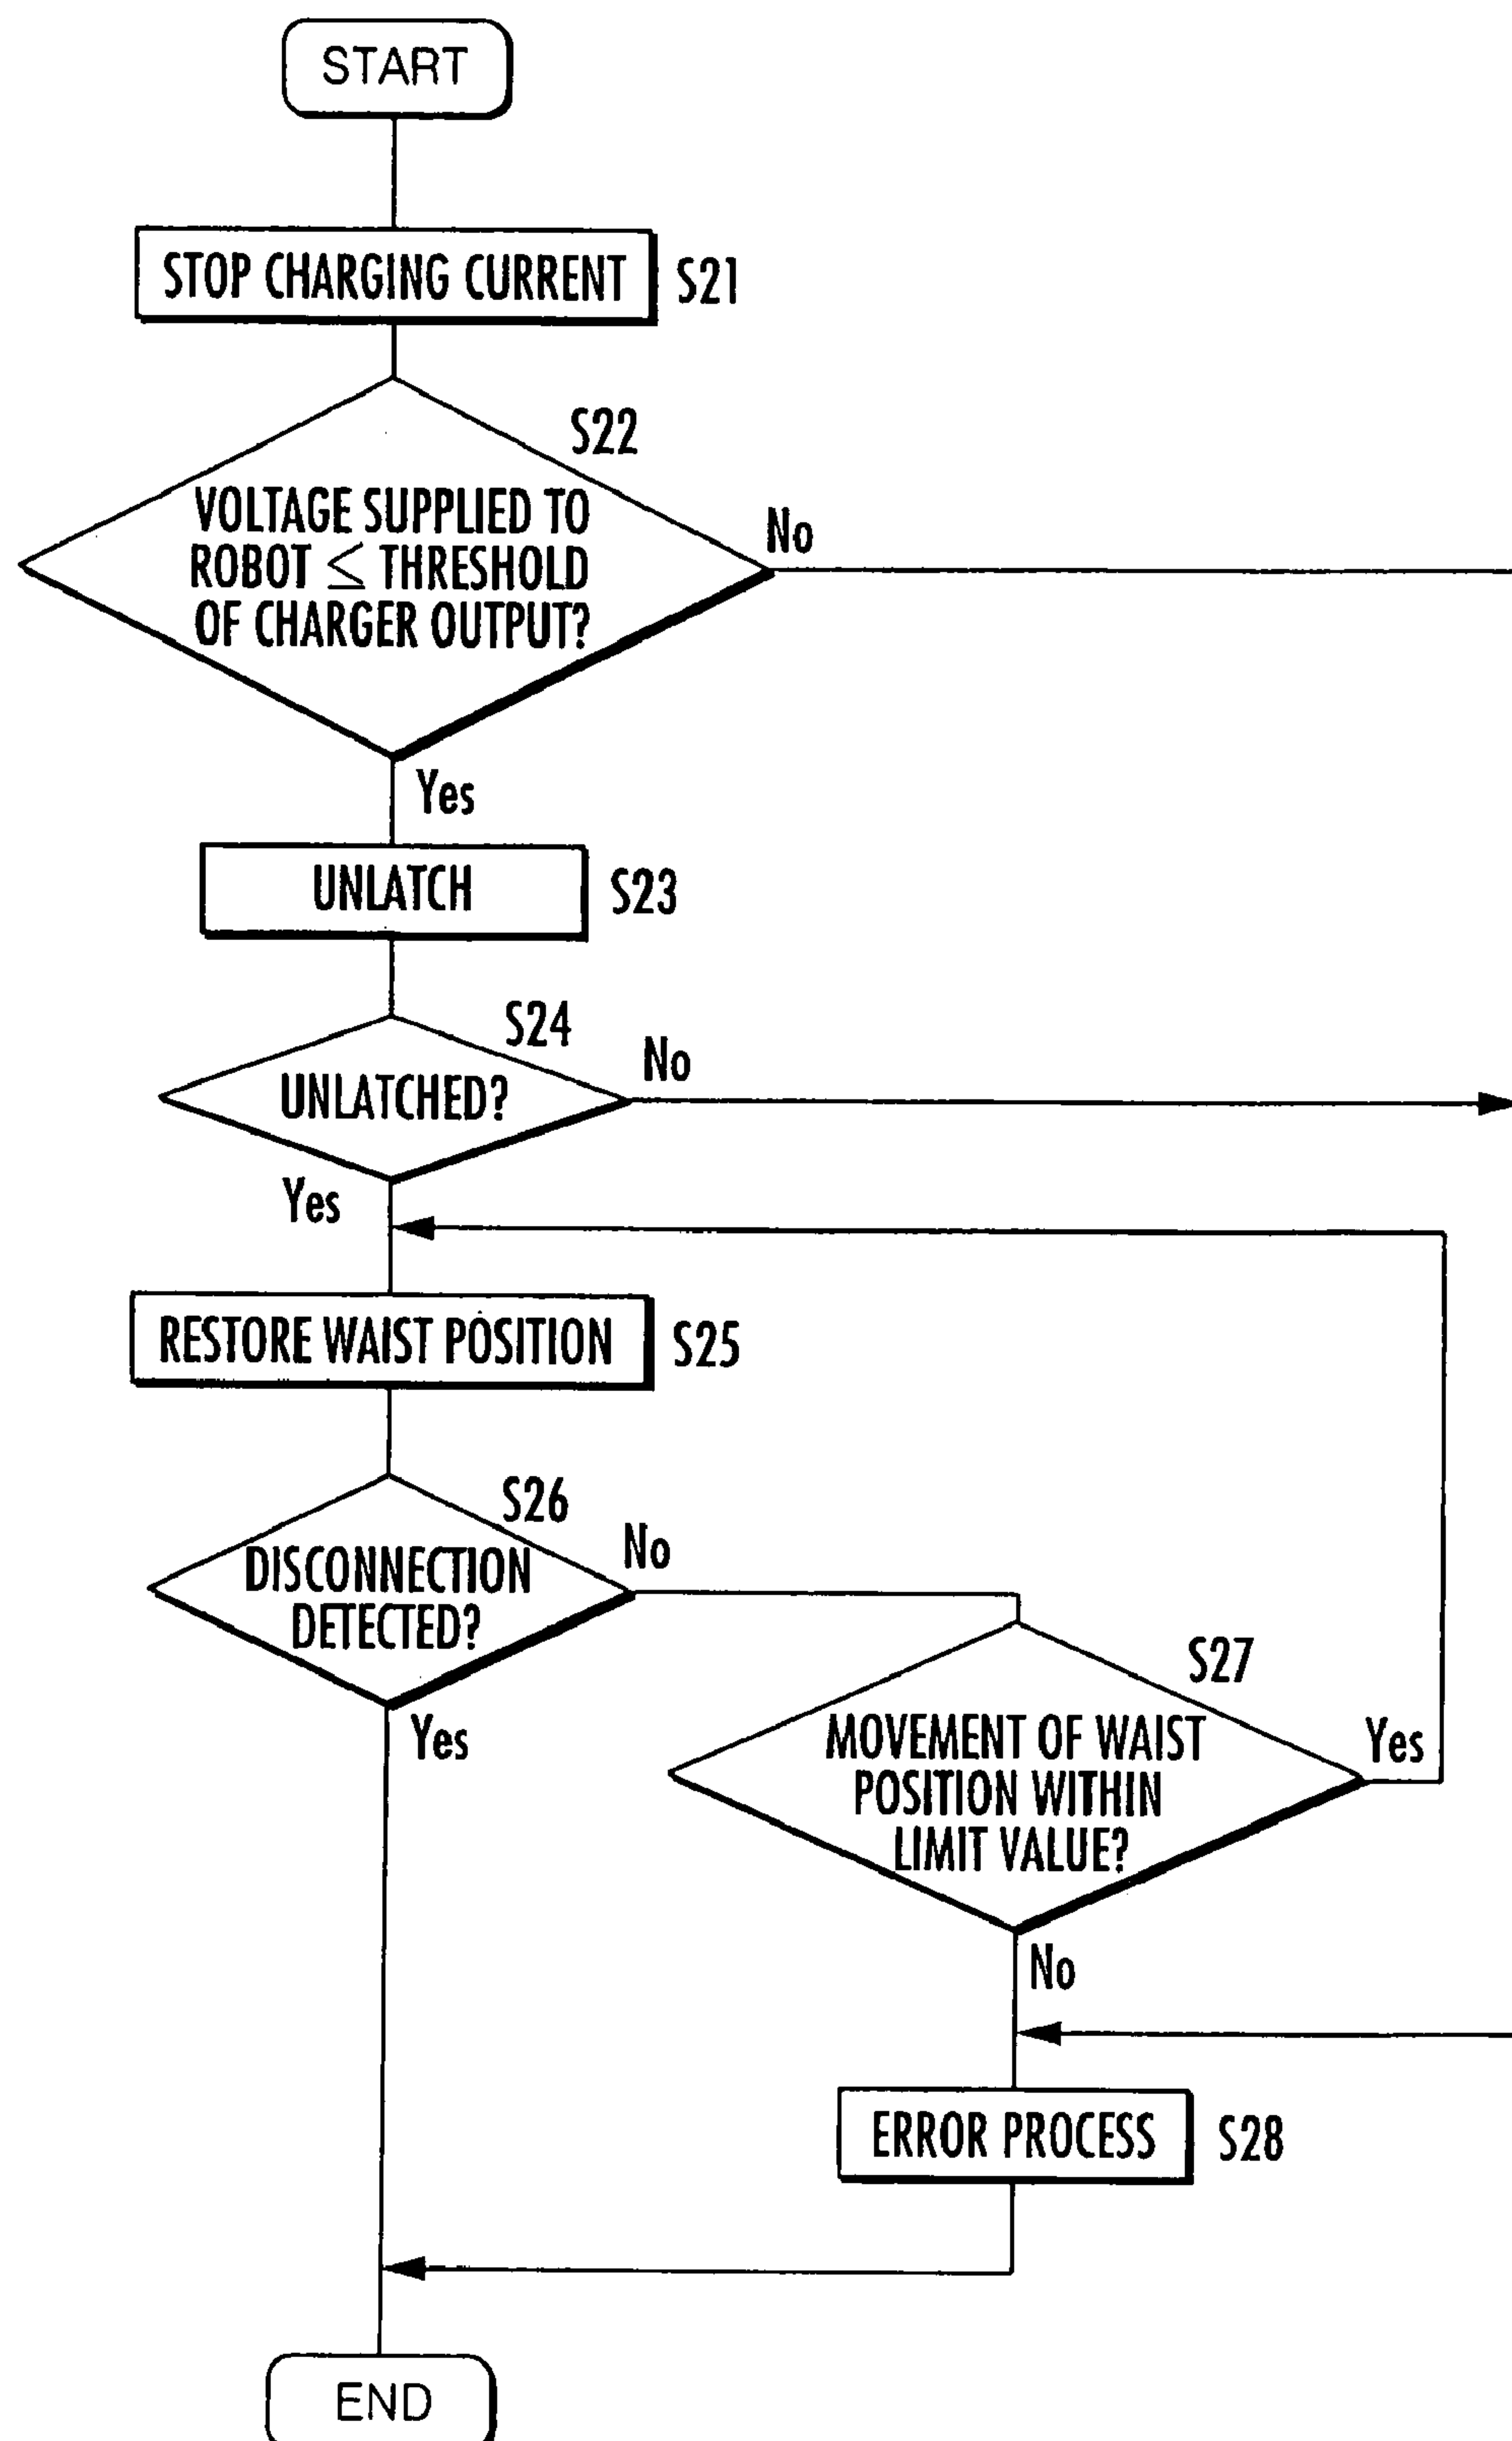 START
STOP CHARGING CURRENT S21
S22
VOLTAGE SUPPLIED TO
ROBOT ≤ THRESHOLD
OF CHARGER OUTPUT?
No
Yes
UNLATCH S23
S24
UNLATCHED?
No
Yes
RESTORE WAIST POSITION S25
S26
DISCONNECTION
DETECTED?
No
Yes
S27
MOVEMENT OF WAIST
POSITION WITHIN
LIMIT VALUE?
Yes
No
ERROR PROCESS S28
END